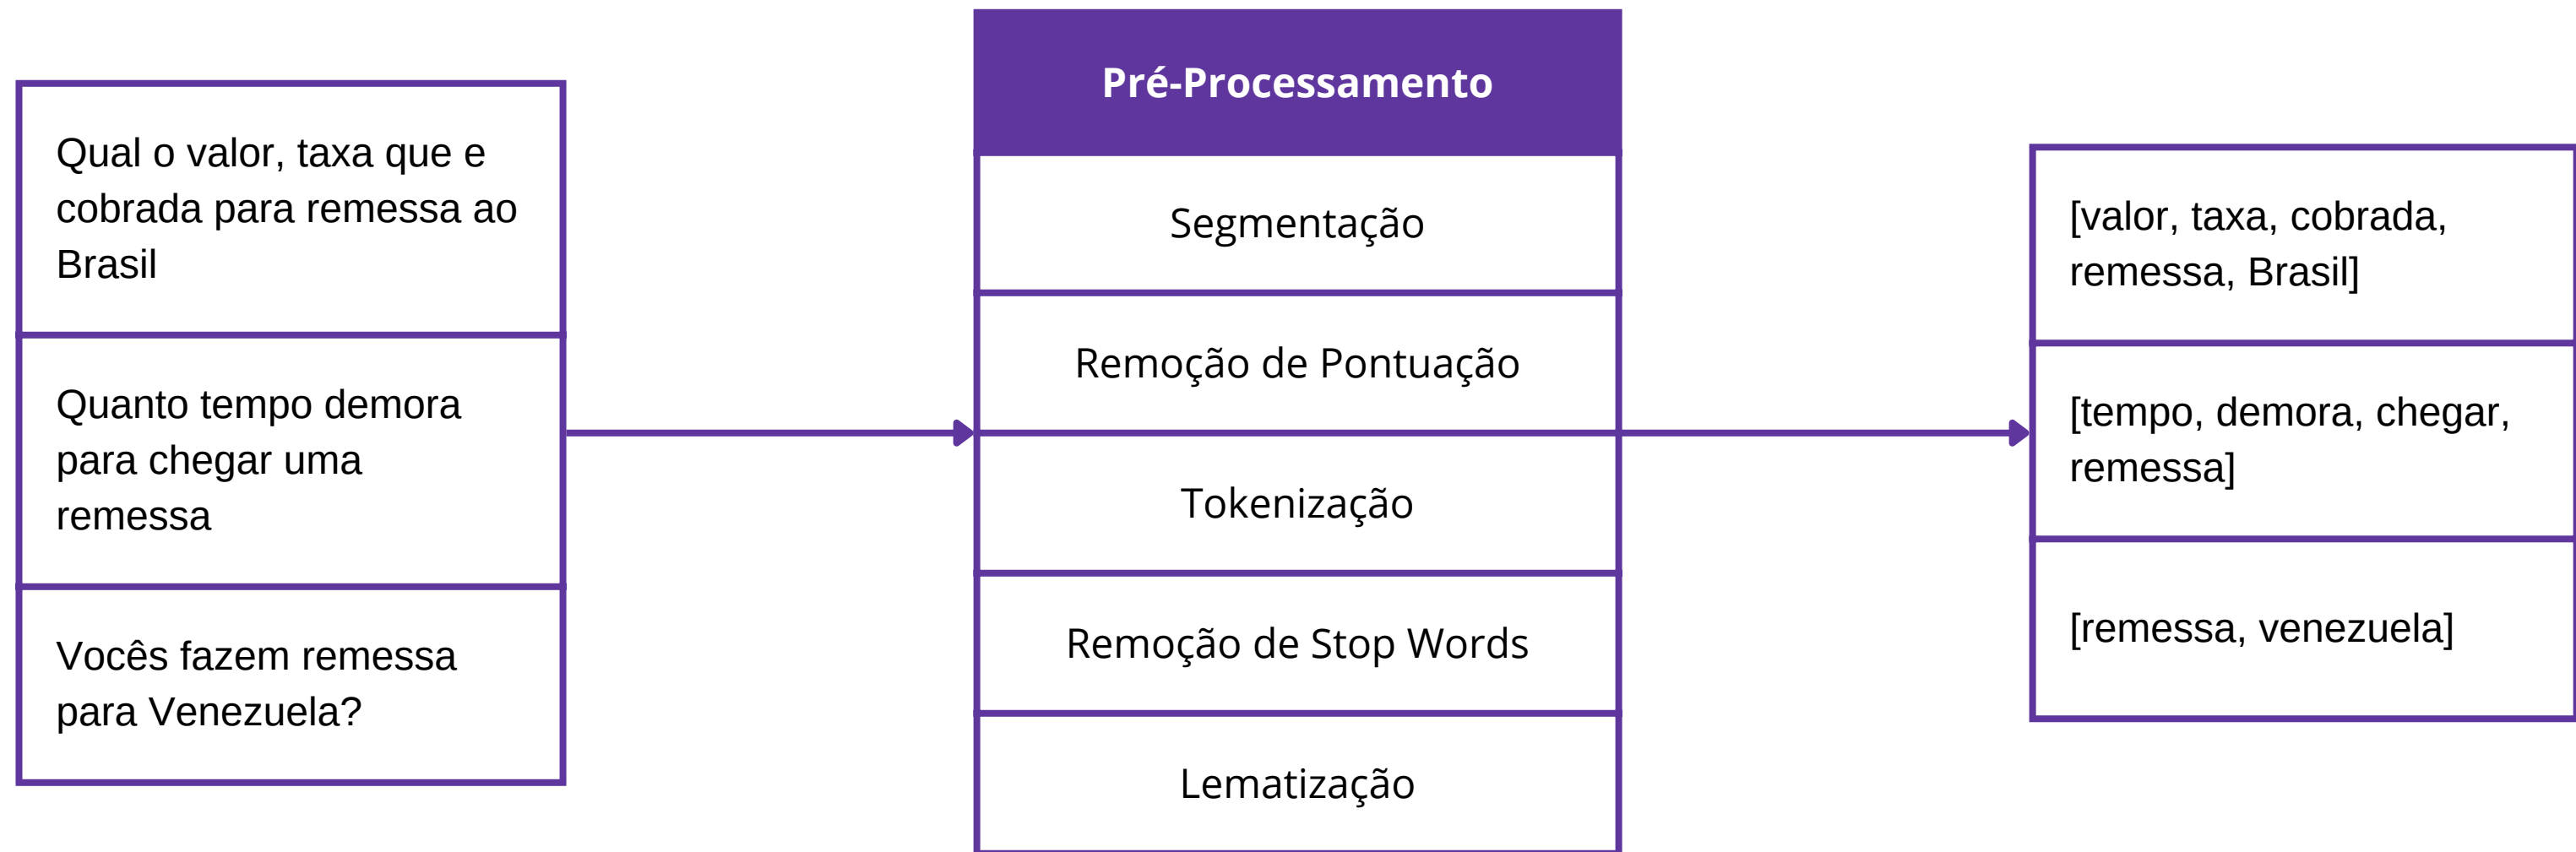 Qual o valor, taxa que e
cobrada para remessa ao
Brasil
Quanto tempo demora
para chegar uma
remessa
Vocês fazem remessa
para Venezuela?
Pré-Processamento
Segmentação
Remoção de Pontuação
Tokenização
Remoção de Stop Words
Lematização
[valor, taxa, cobrada,
remessa, Brasil]
[tempo, demora, chegar,
remessa]
[remessa, venezuela]